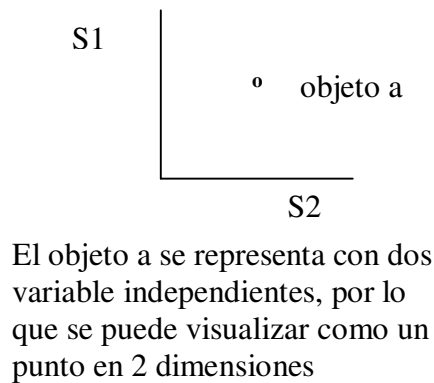 S1
o objeto a
S2
El objeto a se representa con dos
variable independientes, por lo
que se puede visualizar como un
punto en 2 dimensiones